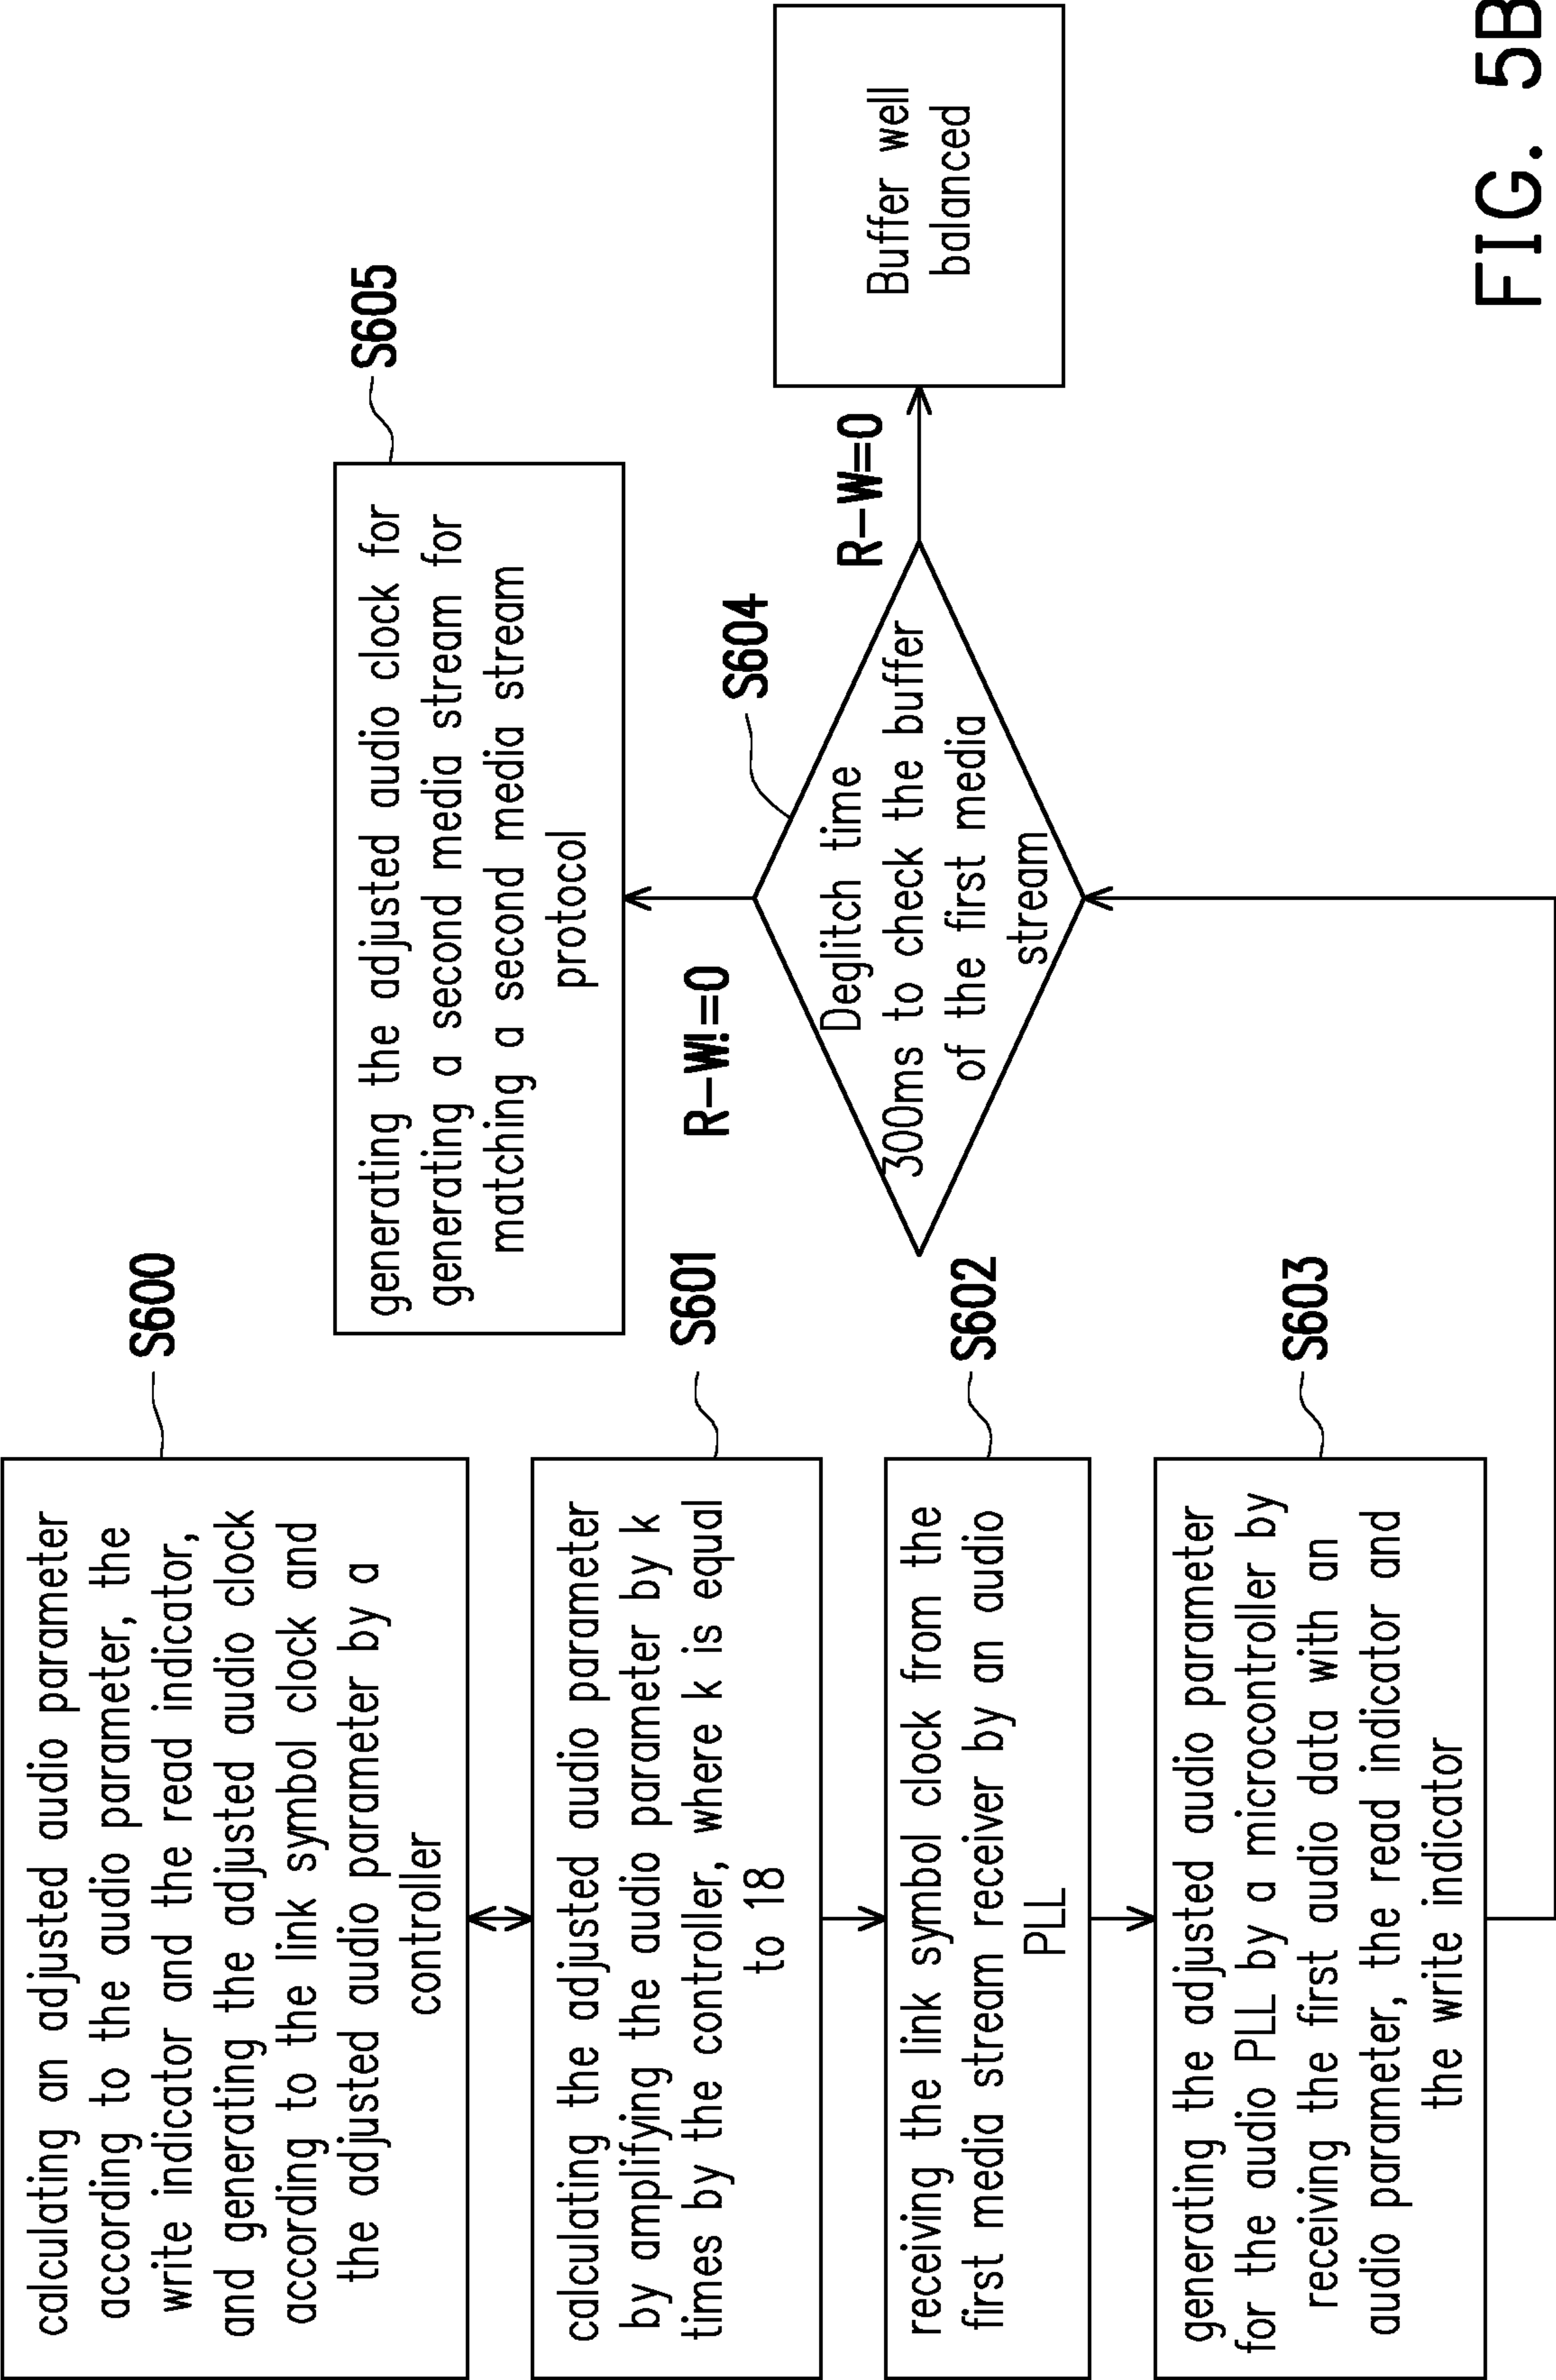 calculating an adjusted audio parameter
according to the audio parameter, the
write indicator and the read indicator,
and generating the adjusted audio clock
according to the link symbol clock and
the adjusted audio parameter by a
controller
S600
calculating the adjusted audio parameter
by amplifying the audio parameter by k
times by the controller, where k is equal
to 18
S601
receiving the link symbol clock from the
first media stream receiver by an audio
PLL
S602
generating the adjusted audio parameter
for the audio PLL by a microcontroller by
receiving the first audio data with an
audio parameter, the read indicator and
the write indicator
S603
generating the adjusted audio clock for
generating a second media stream for
matching a second media stream
protocol
S605
R-W!=0
Deglitch time
300ms to check the buffer
of the first media
stream
S604
R-W=0
Buffer well
balanced
FIG. 5B